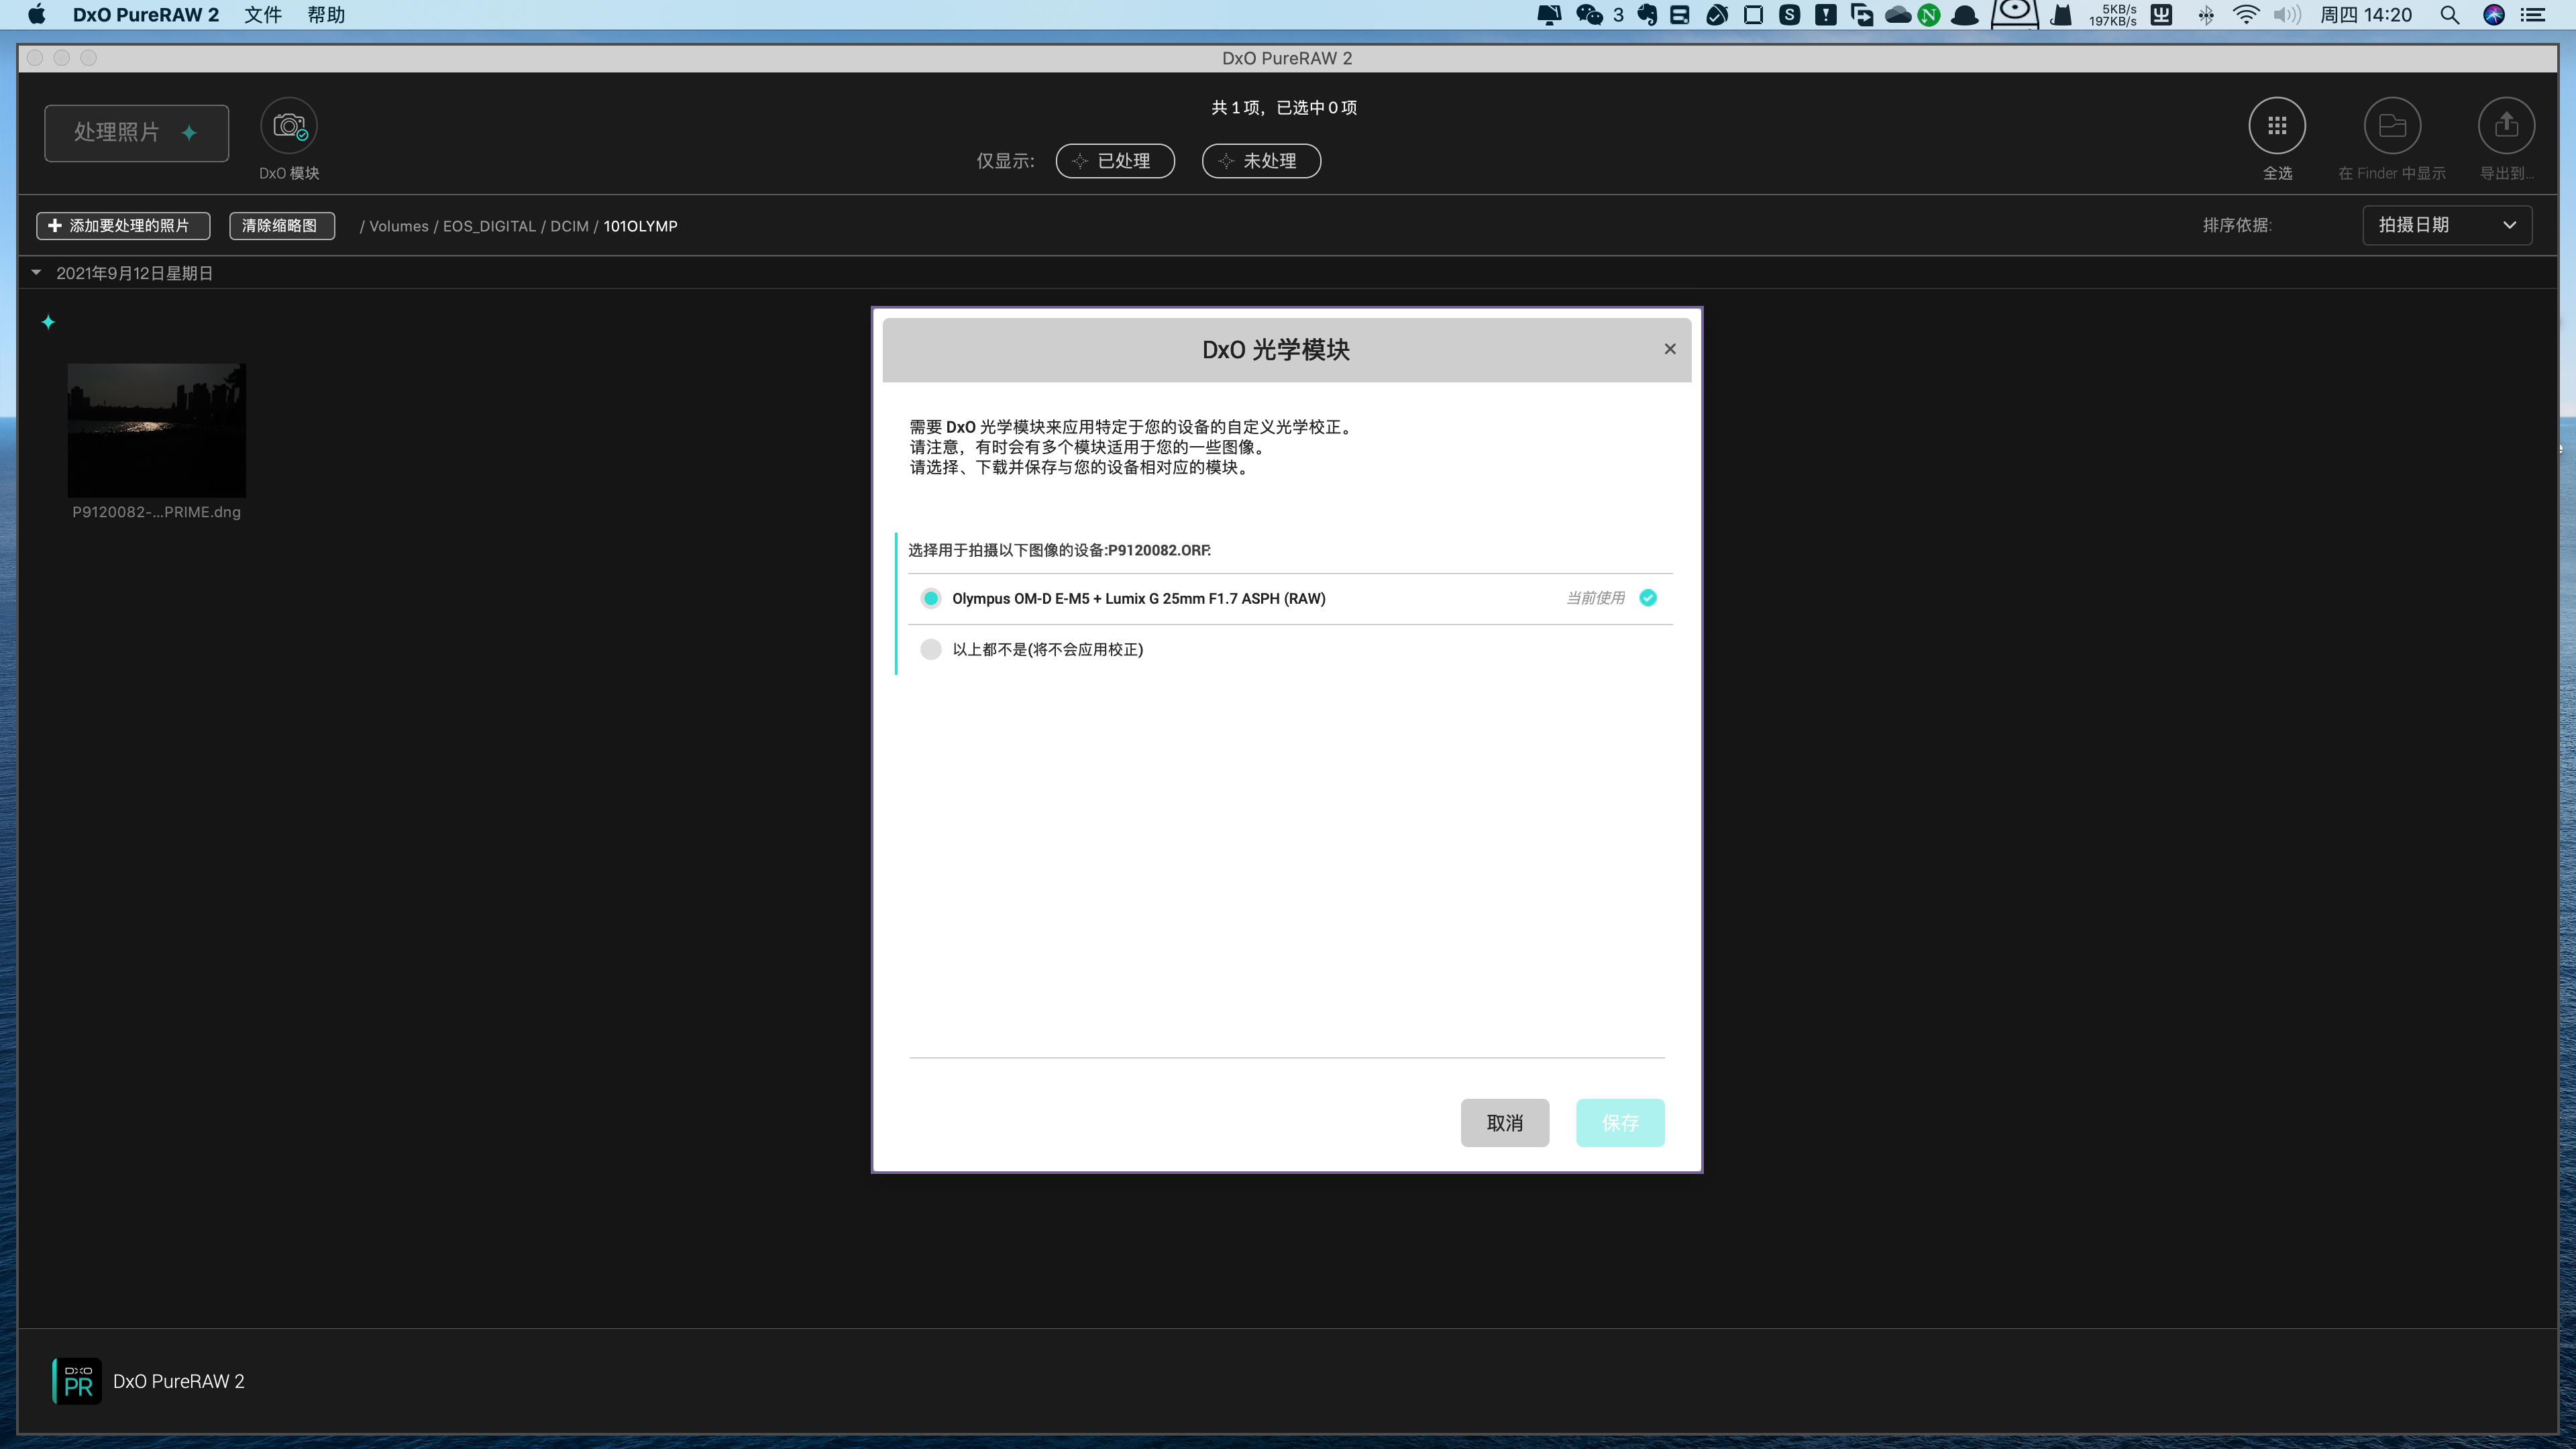 DxO PureRAW 2 文件 帮助 3 5KB/s 周四 14:20
197KB/s
DxO PureRAW 2
处理照片
DxO 模块
共 1 项，已选中 0 项
仅显示: 已处理 未处理
全选
在 Finder 中显示
导出到...
添加要处理的照片 清除缩略图 / Volumes / EOS_DIGITAL / DCIM / 101OLYMP 排序依据: 拍摄日期
2021年9月12日星期日
P9120082-...PRIME.dng
DxO 光学模块
需要 DxO 光学模块来应用特定于您的设备的自定义光学校正。
请注意，有时会有多个模块适用于您的一些图像。
请选择、下载并保存与您的设备相对应的模块。
选择用于拍摄以下图像的设备:P9120082.ORF:
Olympus OM-D E-M5 + Lumix G 25mm F1.7 ASPH (RAW) 当前使用
以上都不是(将不会应用校正)
取消 保存
DXO
PR
DxO PureRAW 2